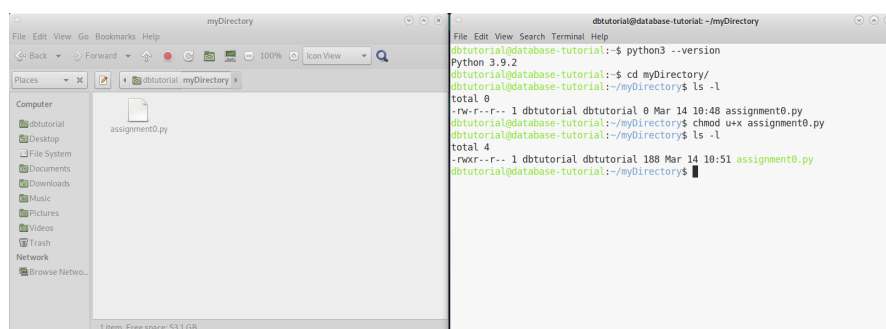 myDirectory
File Edit View Go Bookmarks Help
Back Forward 100% Icon View
Places dbtutorial myDirectory
Computer
dbtutorial
Desktop
File System
Documents
Downloads
Music
Pictures
Videos
Trash
Network
Browse Netwo...
assignment0.py
1 item, Free space: 53.1 GB
dbtutorial@database-tutorial: ~/myDirectory
File Edit View Search Terminal Help
dbtutorial@database-tutorial:~$ python3 --version
Python 3.9.2
dbtutorial@database-tutorial:~$ cd myDirectory/
dbtutorial@database-tutorial:~/myDirectory$ ls -l
total 0
-rw-r--r-- 1 dbtutorial dbtutorial 0 Mar 14 10:48 assignment0.py
dbtutorial@database-tutorial:~/myDirectory$ chmod u+x assignment0.py
dbtutorial@database-tutorial:~/myDirectory$ ls -l
total 4
-rwxr--r-- 1 dbtutorial dbtutorial 188 Mar 14 10:51 assignment0.py
dbtutorial@database-tutorial:~/myDirectory$